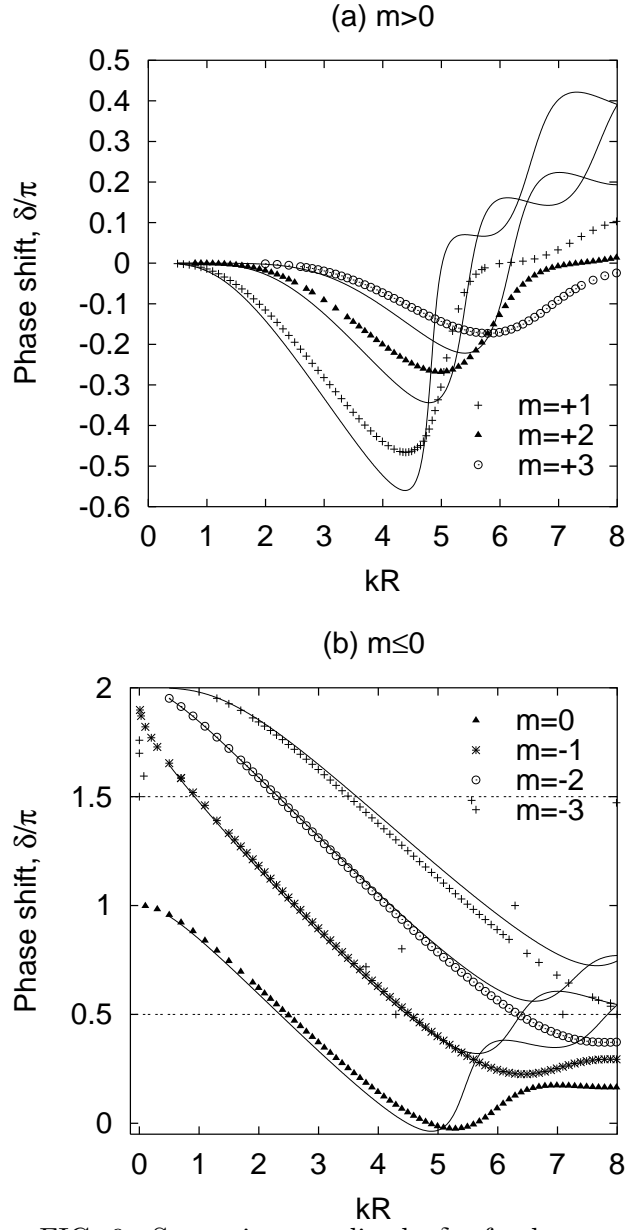 (a) m>0
0.5
0.4
0.3
0.2
0.1
0
-0.1
-0.2
-0.3
-0.4
-0.5
-0.6
Phase shift, δ/π
m=+1
m=+2
m=+3
0 1 2 3 4 5 6 7 8
kR
(b) m≤0
2
1.5
1
0.5
0
Phase shift, δ/π
m=0
m=-1
m=-2
m=-3
0 1 2 3 4 5 6 7 8
kR
FIG.